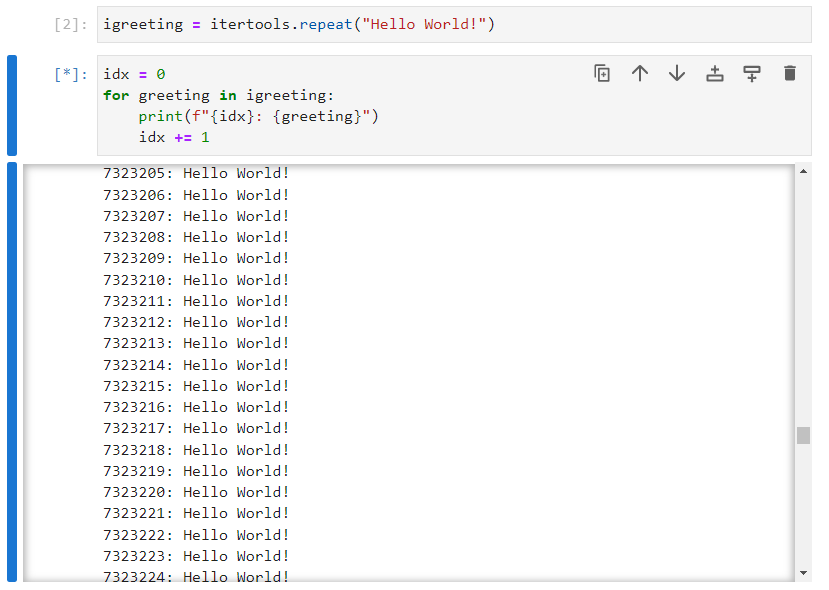 [2]: igreeting = itertools.repeat("Hello World!")
[*]: idx = 0
for greeting in igreeting:
    print(f"{idx}: {greeting}")
    idx += 1
7323205: Hello World!
7323206: Hello World!
7323207: Hello World!
7323208: Hello World!
7323209: Hello World!
7323210: Hello World!
7323211: Hello World!
7323212: Hello World!
7323213: Hello World!
7323214: Hello World!
7323215: Hello World!
7323216: Hello World!
7323217: Hello World!
7323218: Hello World!
7323219: Hello World!
7323220: Hello World!
7323221: Hello World!
7323222: Hello World!
7323223: Hello World!
7323224: Hello World!